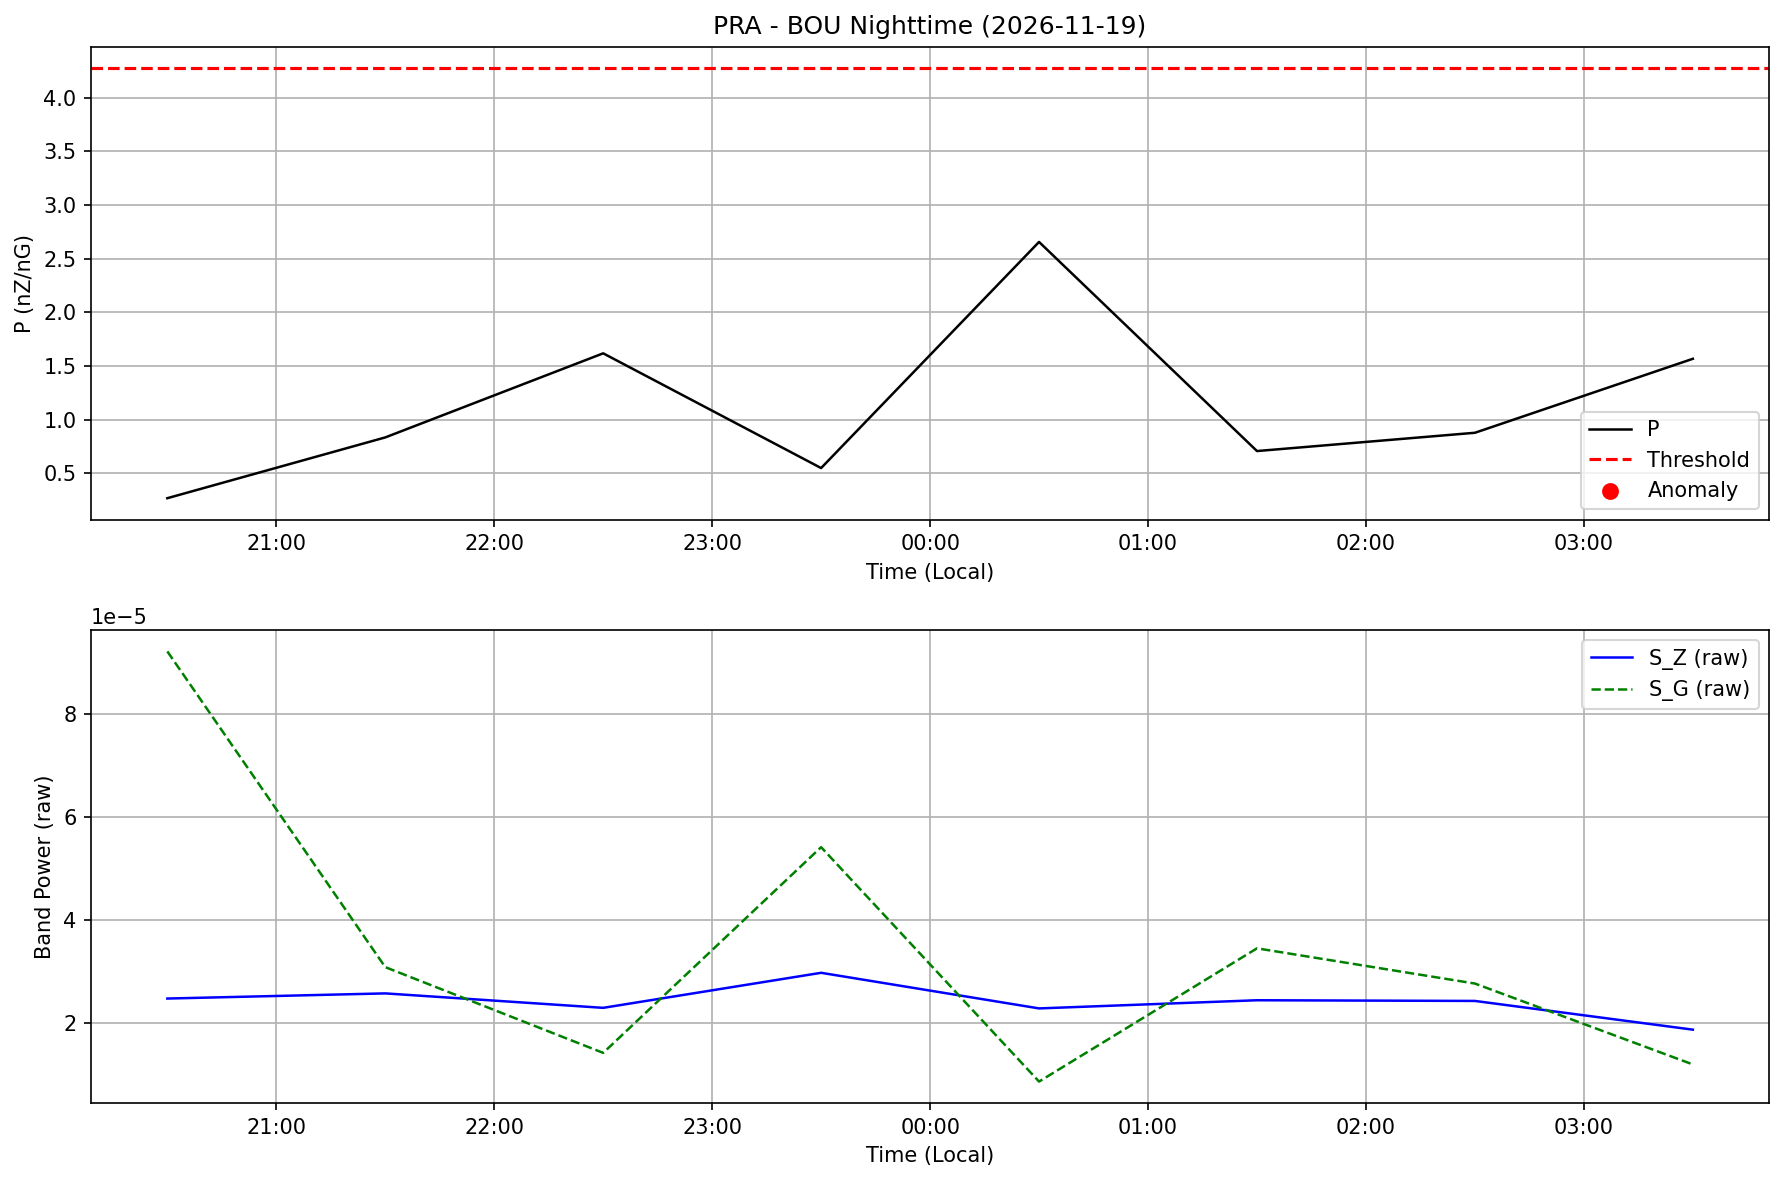 PRA - BOU Nighttime (2026-11-19)
P (nZ/nG)
4.0
3.5
3.0
2.5
2.0
1.5
1.0
0.5
P
Threshold
Anomaly
21:00 22:00 23:00 00:00 01:00 02:00 03:00
Time (Local)
1e−5
Band Power (raw)
8
6
4
2
S_Z (raw)
S_G (raw)
21:00 22:00 23:00 00:00 01:00 02:00 03:00
Time (Local)